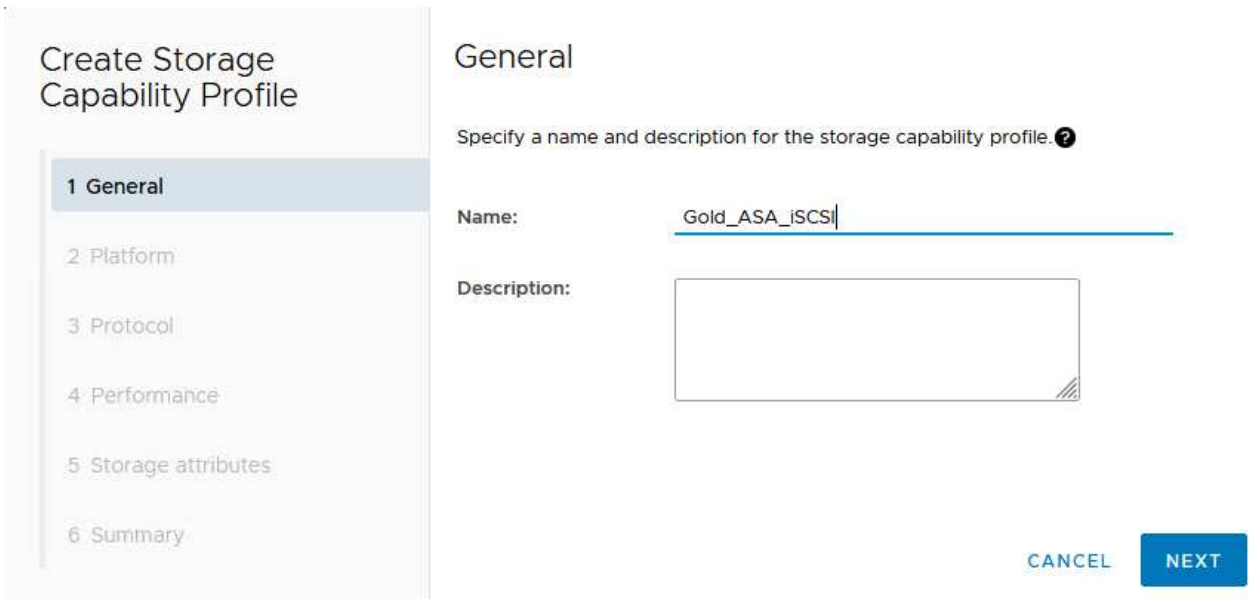 Create Storage
Capability Profile
1 General
2 Platform
3 Protocol
4 Performance
5 Storage attributes
6 Summary
General
Specify a name and description for the storage capability profile.
Name:
Gold_ASA_iSCSI
Description:
CANCEL
NEXT